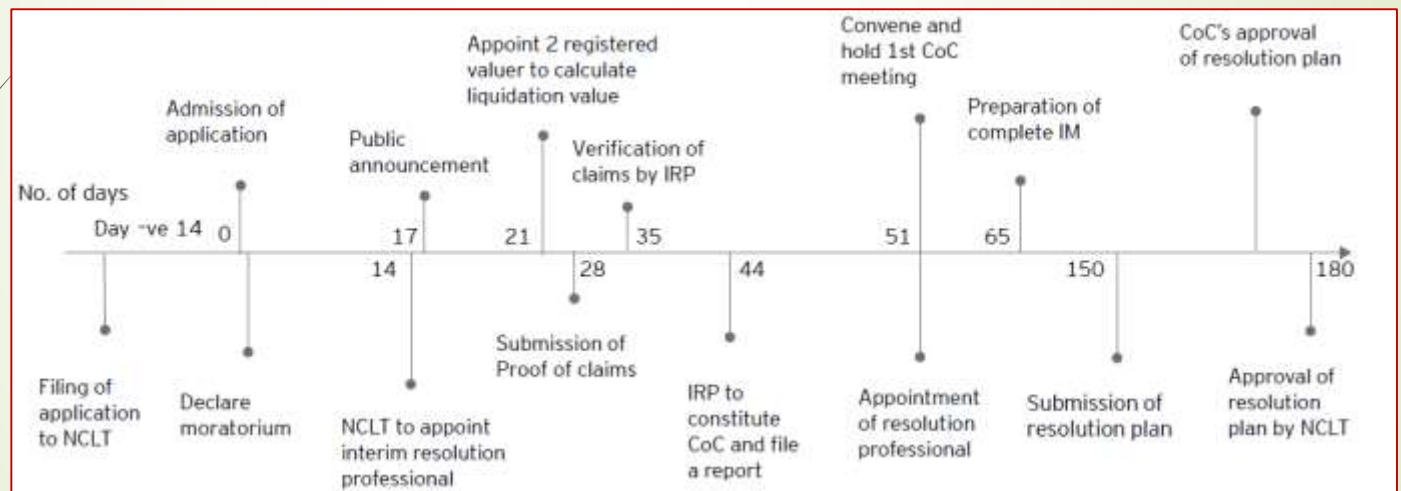 Appoint 2 registered
valuer to calculate
liquidation value
Convene and
hold 1st CoC
meeting
CoC's approval
of resolution plan
Admission of
application
Public
announcement
Verification of
claims by IRP
Preparation of
complete IM
No. of days
Day -ve 14 0 17 21 35 51 65
14 28 44 150 180
Filing of
application
to NCLT
Declare
moratorium
NCLT to appoint
interim resolution
professional
Submission of
Proof of claims
IRP to
constitute
CoC and file
a report
Appointment
of resolution
professional
Submission of
resolution plan
Approval of
resolution
plan by NCLT